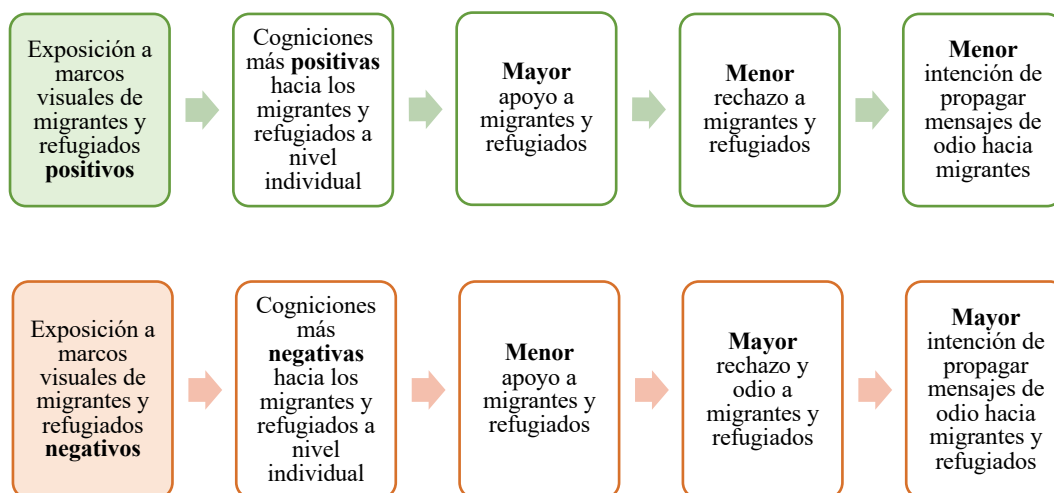 Exposición a
marcos
visuales de
migrantes y
refugiados
positivos
Cogniciones
más positivas
hacia los
migrantes y
refugiados a
nivel
individual
Mayor
apoyo a
migrantes y
refugiados
Menor
rechazo a
migrantes y
refugiados
Menor
intención de
propagar
mensajes de
odio hacia
migrantes
Exposición a
marcos
visuales de
migrantes y
refugiados
negativos
Cogniciones
más
negativas
hacia los
migrantes y
refugiados a
nivel
individual
Menor
apoyo a
migrantes y
refugiados
Mayor
rechazo y
odio a
migrantes y
refugiados
Mayor
intención de
propagar
mensajes de
odio hacia
migrantes y
refugiados